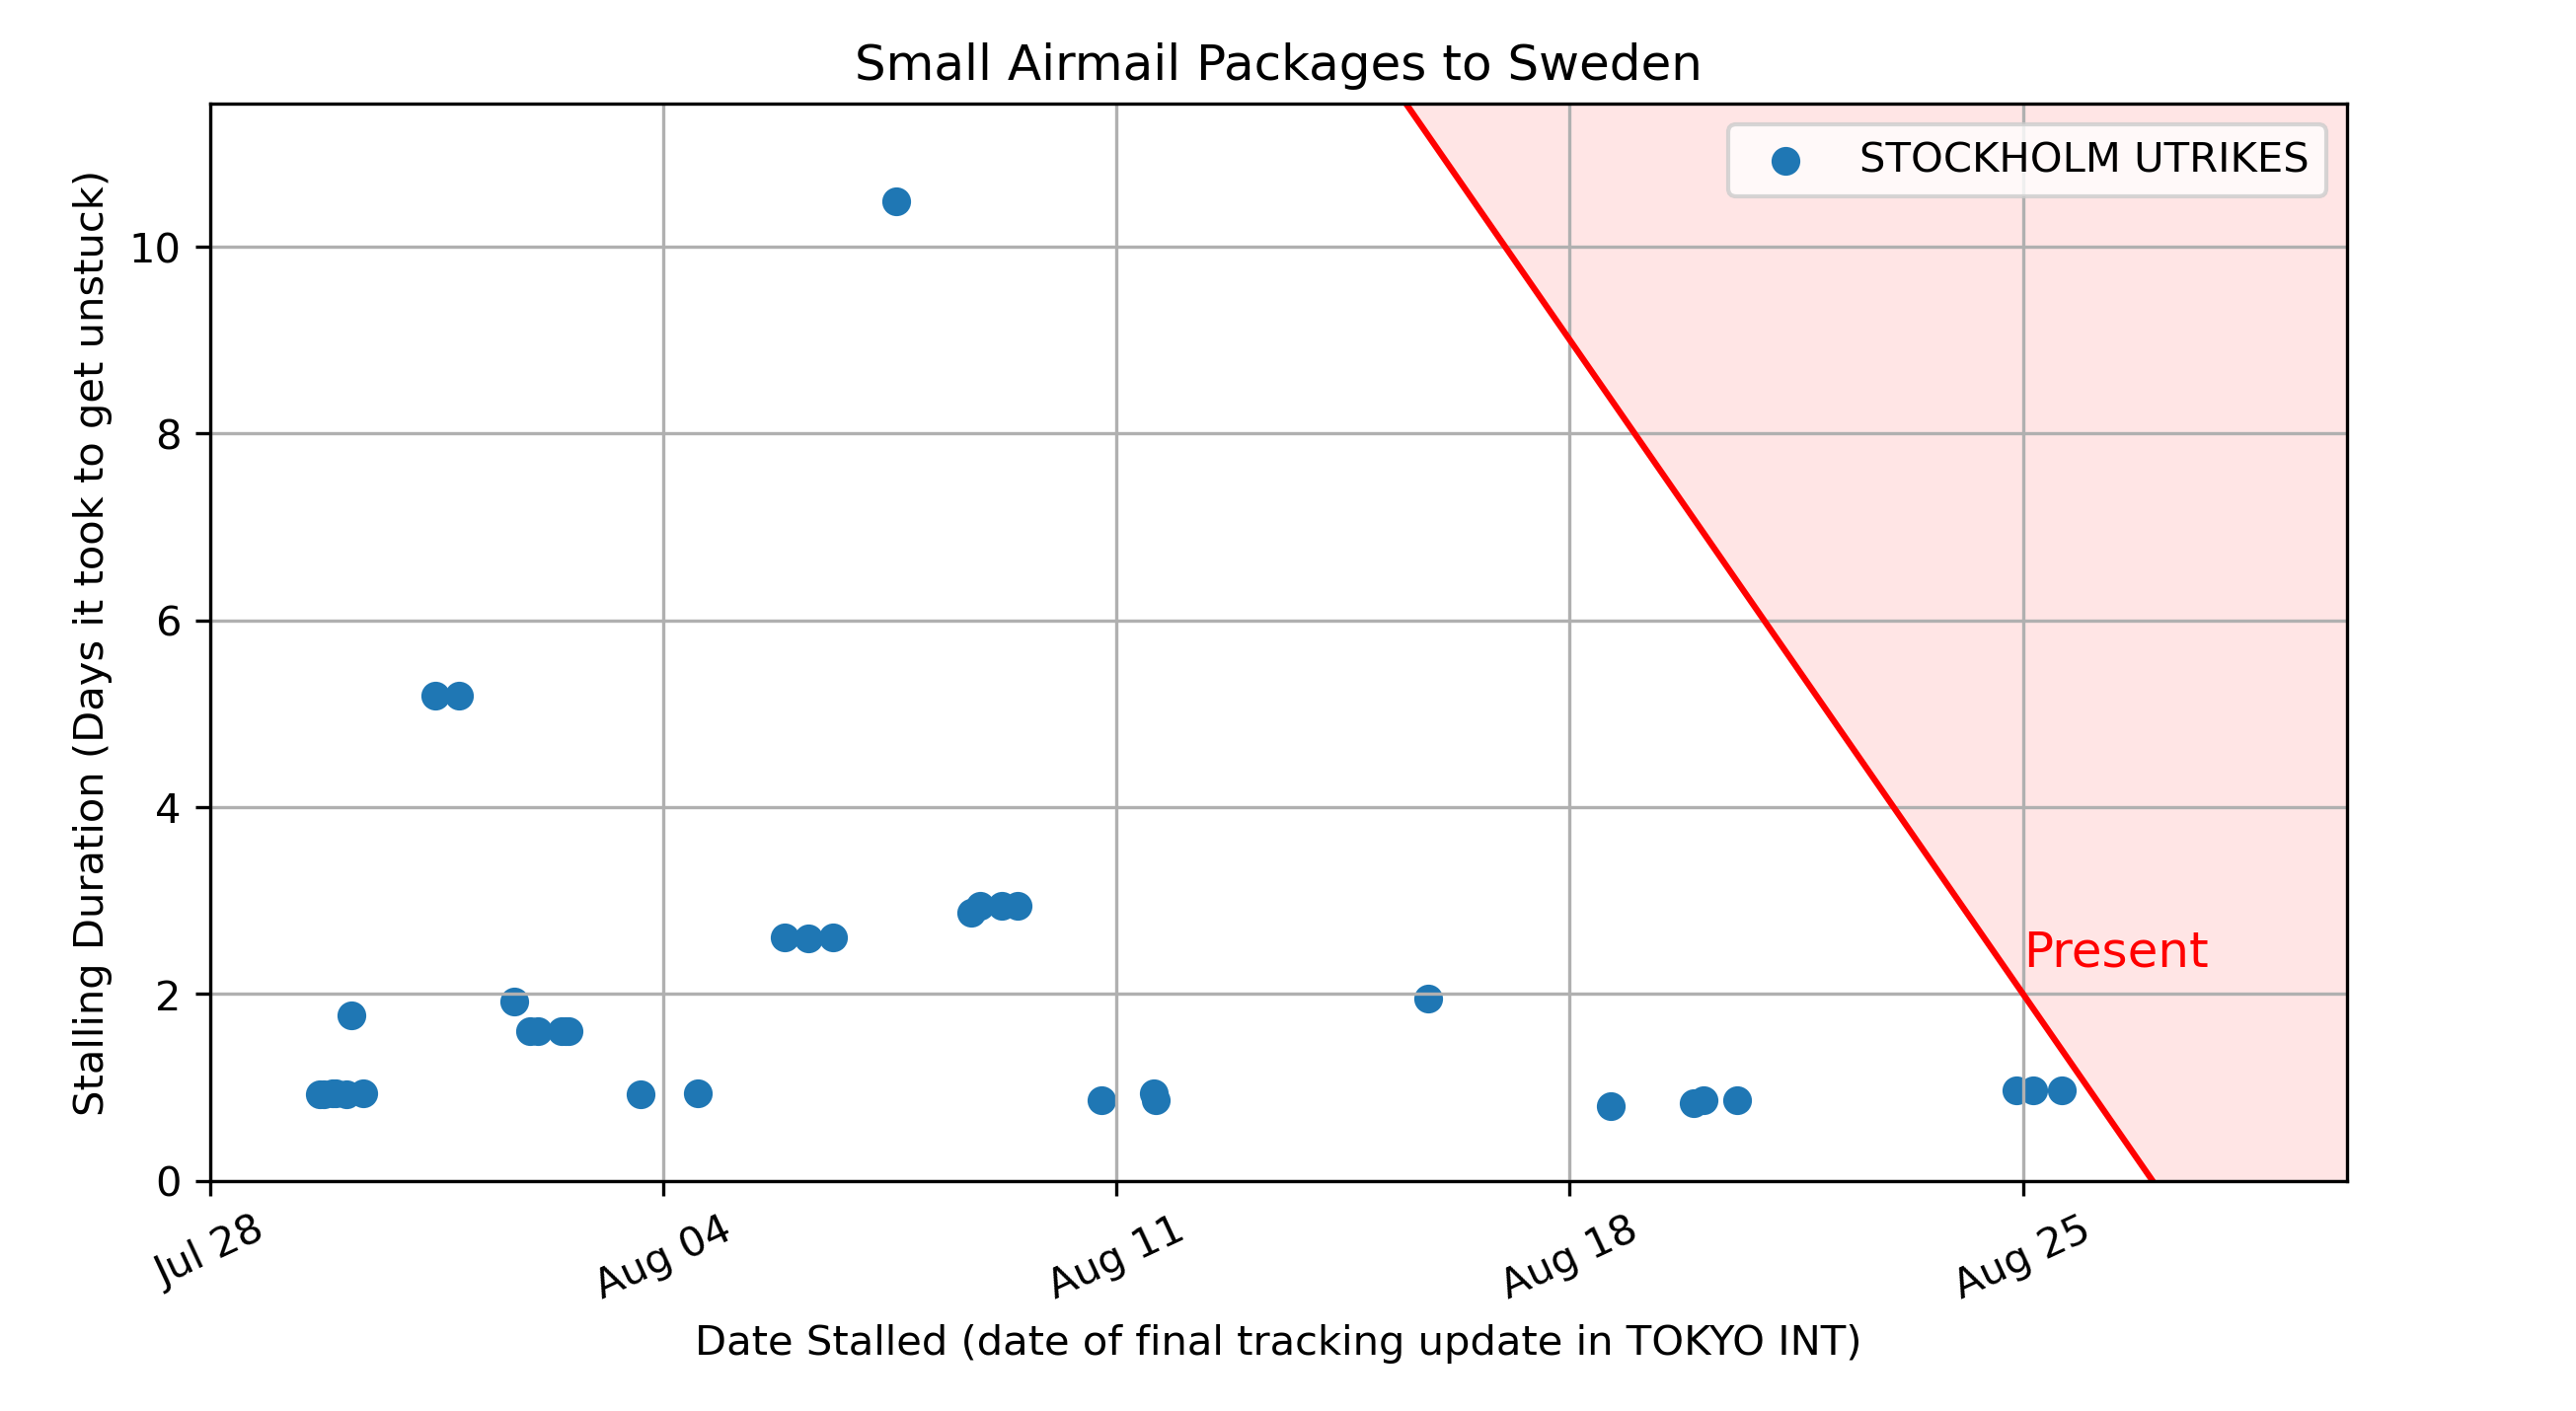 Small Airmail Packages to Sweden
STOCKHOLM UTRIKES
Stalling Duration (Days it took to get unstuck)
10
8
6
4
2
0
Present
Jul 28
Aug 04
Aug 11
Aug 18
Aug 25
Date Stalled (date of final tracking update in TOKYO INT)